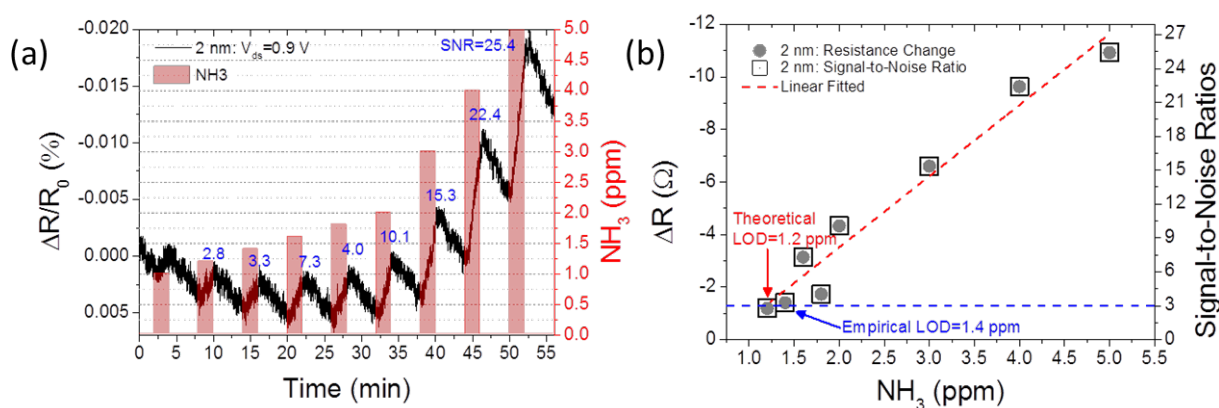 (a)
2 nm: V_ds=0.9 V
NH3
SNR=25.4
22.4
15.3
10.1
4.0
7.3
3.3
2.8
-0.020
-0.015
-0.010
-0.005
0.000
0.005
ΔR/R_0 (%)
5.0
4.5
4.0
3.5
3.0
2.5
2.0
1.5
1.0
0.5
0.0
NH_3 (ppm)
0 5 10 15 20 25 30 35 40 45 50 55
Time (min)
(b)
2 nm: Resistance Change
2 nm: Signal-to-Noise Ratio
Linear Fitted
Theoretical
LOD=1.2 ppm
Empirical LOD=1.4 ppm
-12
-10
-8
-6
-4
-2
0
ΔR (Ω)
27
24
21
18
15
12
9
6
3
0
Signal-to-Noise Ratios
1.0 1.5 2.0 2.5 3.0 3.5 4.0 4.5 5.0 5.5
NH_3 (ppm)